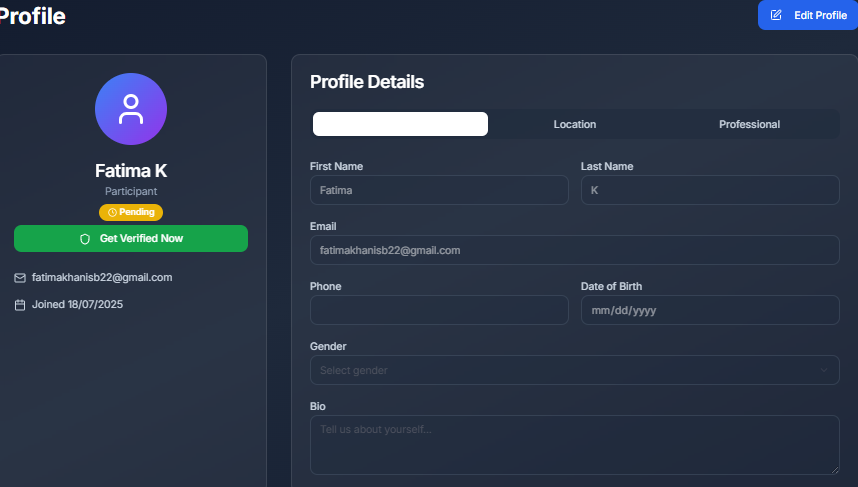 Profile
Edit Profile
Fatima K
Participant
Pending
Get Verified Now
fatimakhanisb22@gmail.com
Joined 18/07/2025
Profile Details
Location
Professional
First Name
Last Name
Fatima
K
Email
fatimakhanisb22@gmail.com
Phone
Date of Birth
mm/dd/yyyy
Gender
Select gender
Bio
Tell us about yourself...